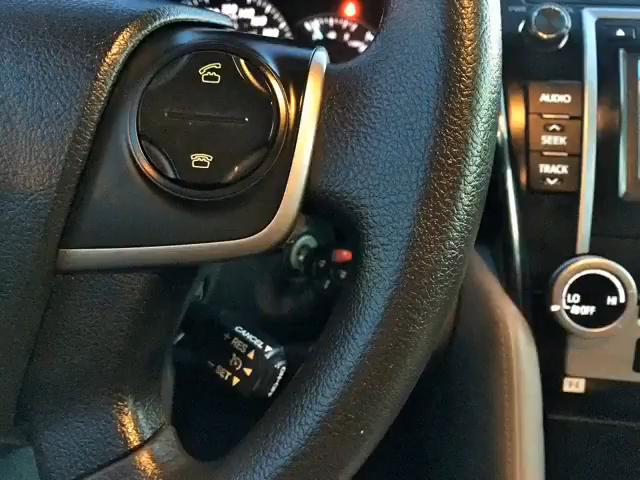 AUDIO
SEEK
TRACK
LO
HI
/OFF
CANCEL
+ RES
- SET